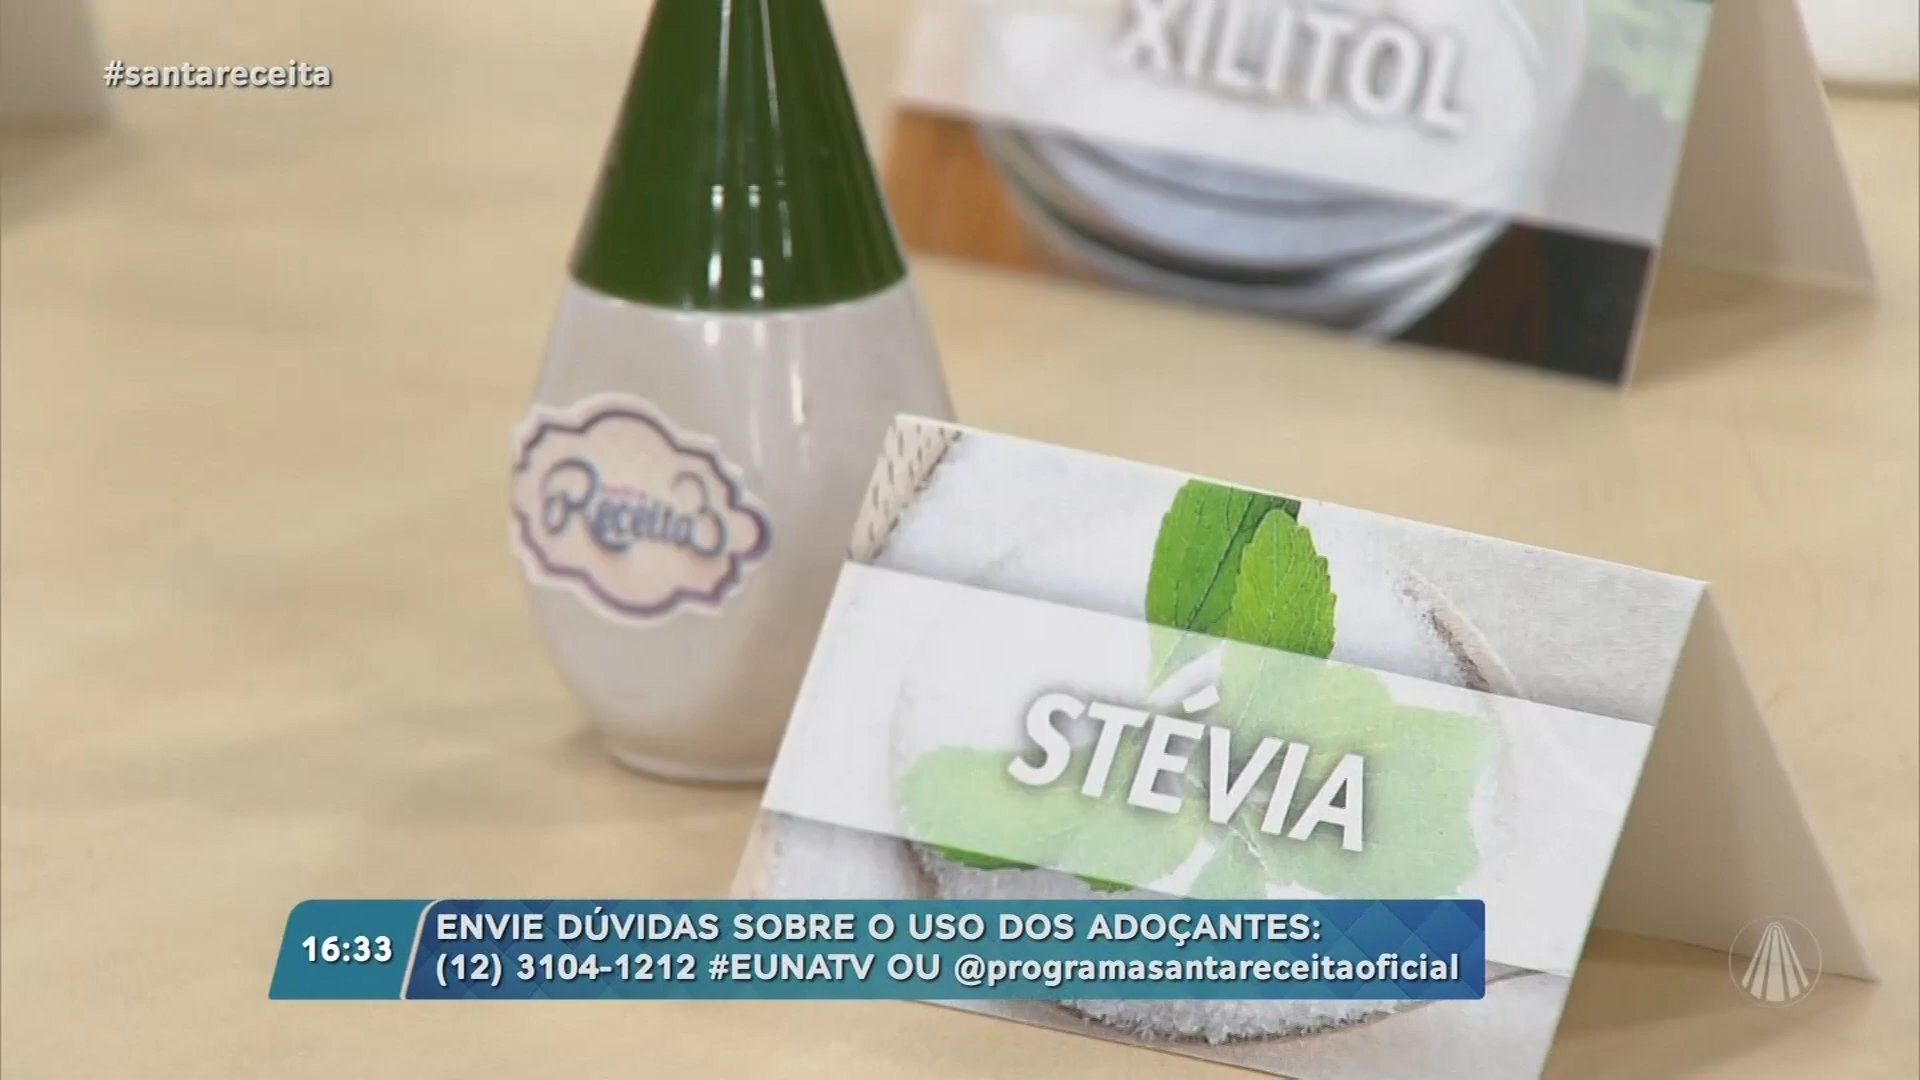 #santareceita
XILITOL
Receita
STÉVIA
16:33
ENVIE DÚVIDAS SOBRE O USO DOS ADOÇANTES:
(12) 3104-1212 #EUNATV OU @programasantareceitaoficial